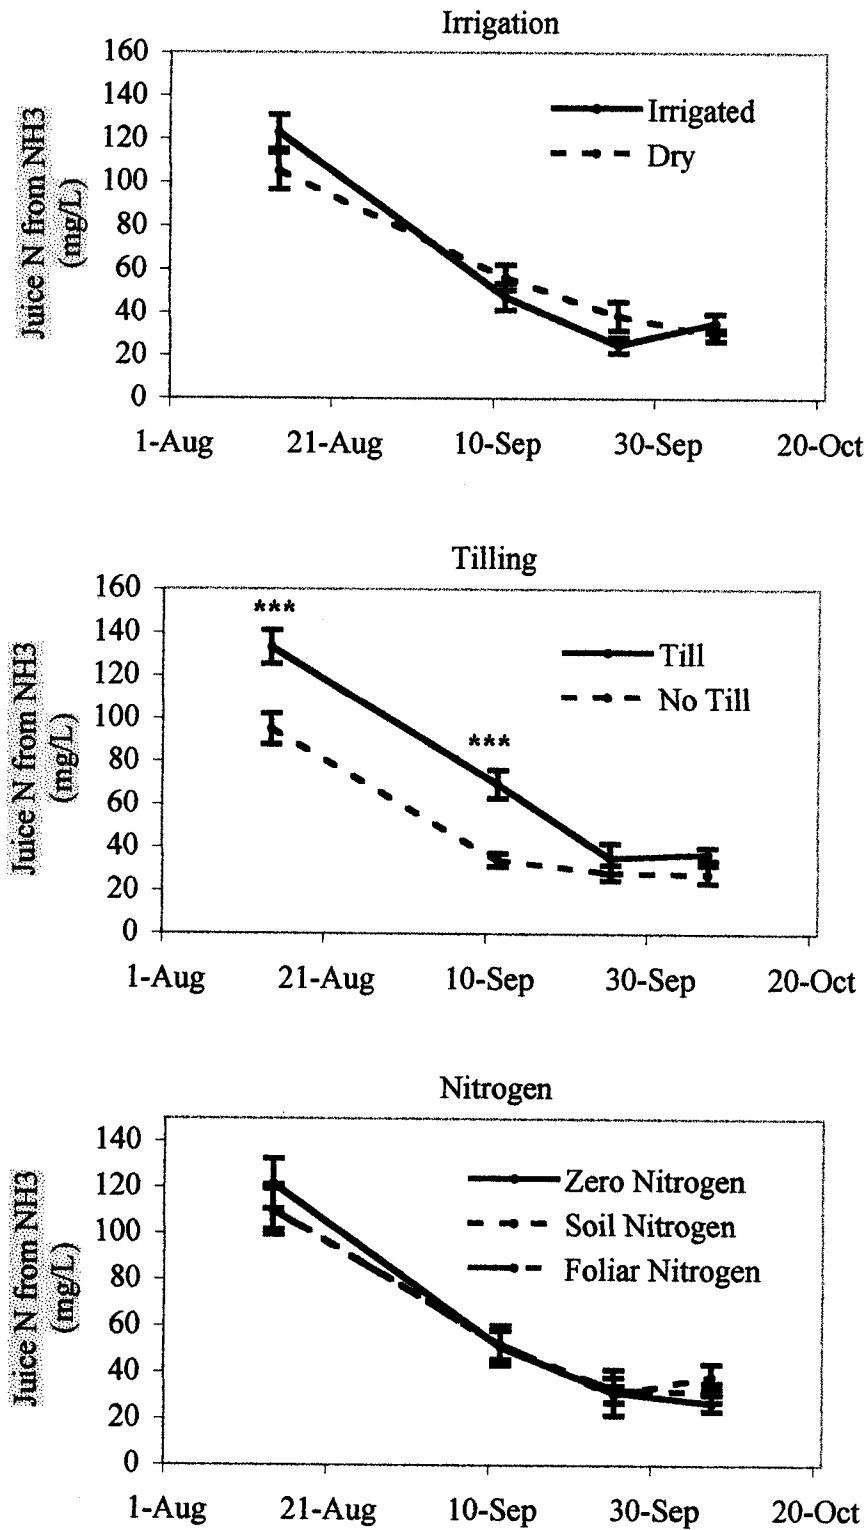 Irrigation
160
140
120
100
80
60
40
20
0
Juice N from NH3
(mg/L)
Irrigated
Dry
1-Aug 21-Aug 10-Sep 30-Sep 20-Oct
Tilling
160
140
120
100
80
60
40
20
0
Juice N from NH3
(mg/L)
***
***
Till
No Till
1-Aug 21-Aug 10-Sep 30-Sep 20-Oct
Nitrogen
140
120
100
80
60
40
20
0
Juice N from NH3
(mg/L)
Zero Nitrogen
Soil Nitrogen
Foliar Nitrogen
1-Aug 21-Aug 10-Sep 30-Sep 20-Oct